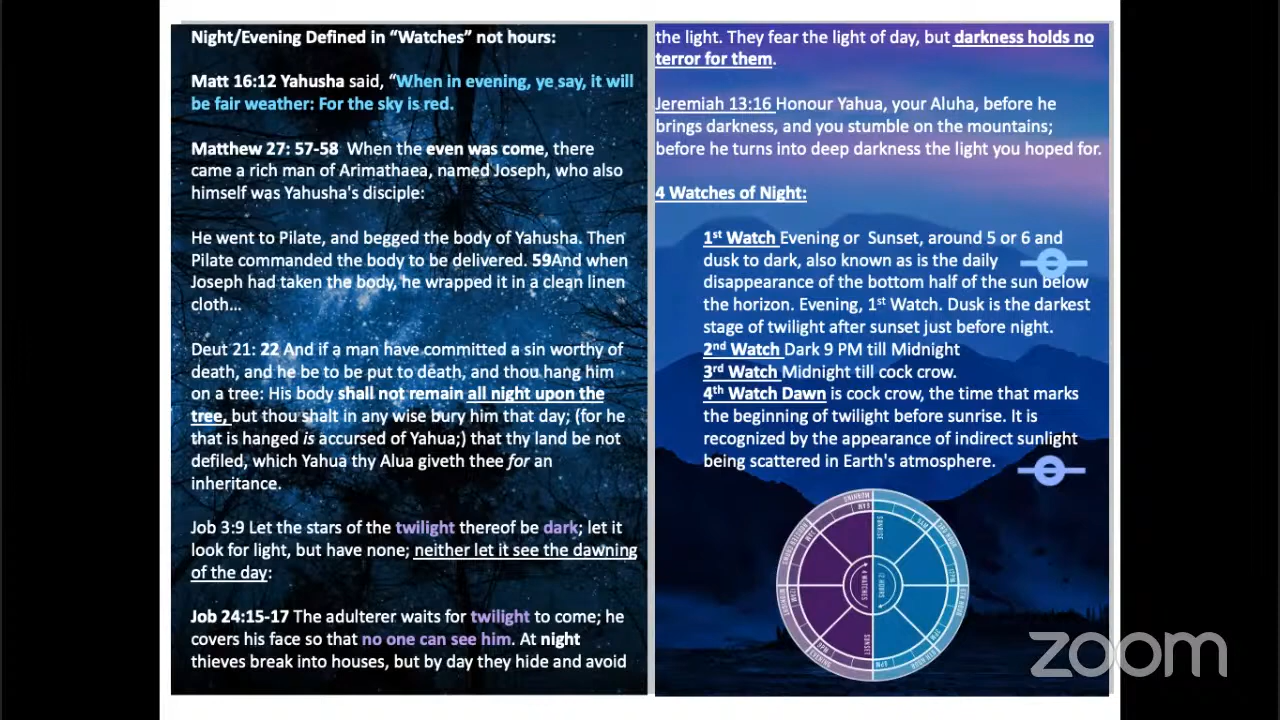 Night/Evening Defined in “Watches” not hours:
Matt 16:12 Yahusha said, “When in evening, ye say, it will
be fair weather: For the sky is red.
Matthew 27: 57-58 When the even was come, there
came a rich man of Arimathaea, named Joseph, who also
himself was Yahusha's disciple:
He went to Pilate, and begged the body of Yahusha. Then
Pilate commanded the body to be delivered. 59And when
Joseph had taken the body, he wrapped it in a clean linen
cloth…
Deut 21: 22 And if a man have committed a sin worthy of
death, and he be to be put to death, and thou hang him
on a tree: His body shall not remain all night upon the
tree, but thou shalt in any wise bury him that day; (for he
that is hanged is accursed of Yahua;) that thy land be not
defiled, which Yahua thy Alua giveth thee for an
inheritance.
Job 3:9 Let the stars of the twilight thereof be dark; let it
look for light, but have none; neither let it see the dawning
of the day:
Job 24:15-17 The adulterer waits for twilight to come; he
covers his face so that no one can see him. At night
thieves break into houses, but by day they hide and avoid
the light. They fear the light of day, but darkness holds no
terror for them.
Jeremiah 13:16 Honour Yahua, your Aluha, before he
brings darkness, and you stumble on the mountains;
before he turns into deep darkness the light you hoped for.
4 Watches of Night:
1st Watch Evening or Sunset, around 5 or 6 and
dusk to dark, also known as is the daily
disappearance of the bottom half of the sun below
the horizon. Evening, 1st Watch. Dusk is the darkest
stage of twilight after sunset just before night.
2nd Watch Dark 9 PM till Midnight
3rd Watch Midnight till cock crow.
4th Watch Dawn is cock crow, the time that marks
the beginning of twilight before sunrise. It is
recognized by the appearance of indirect sunlight
being scattered in Earth's atmosphere.
MORNING
6AM
SUNRISE
4 WATCHES
12 HOURS
SUNSET
6PM
zoom